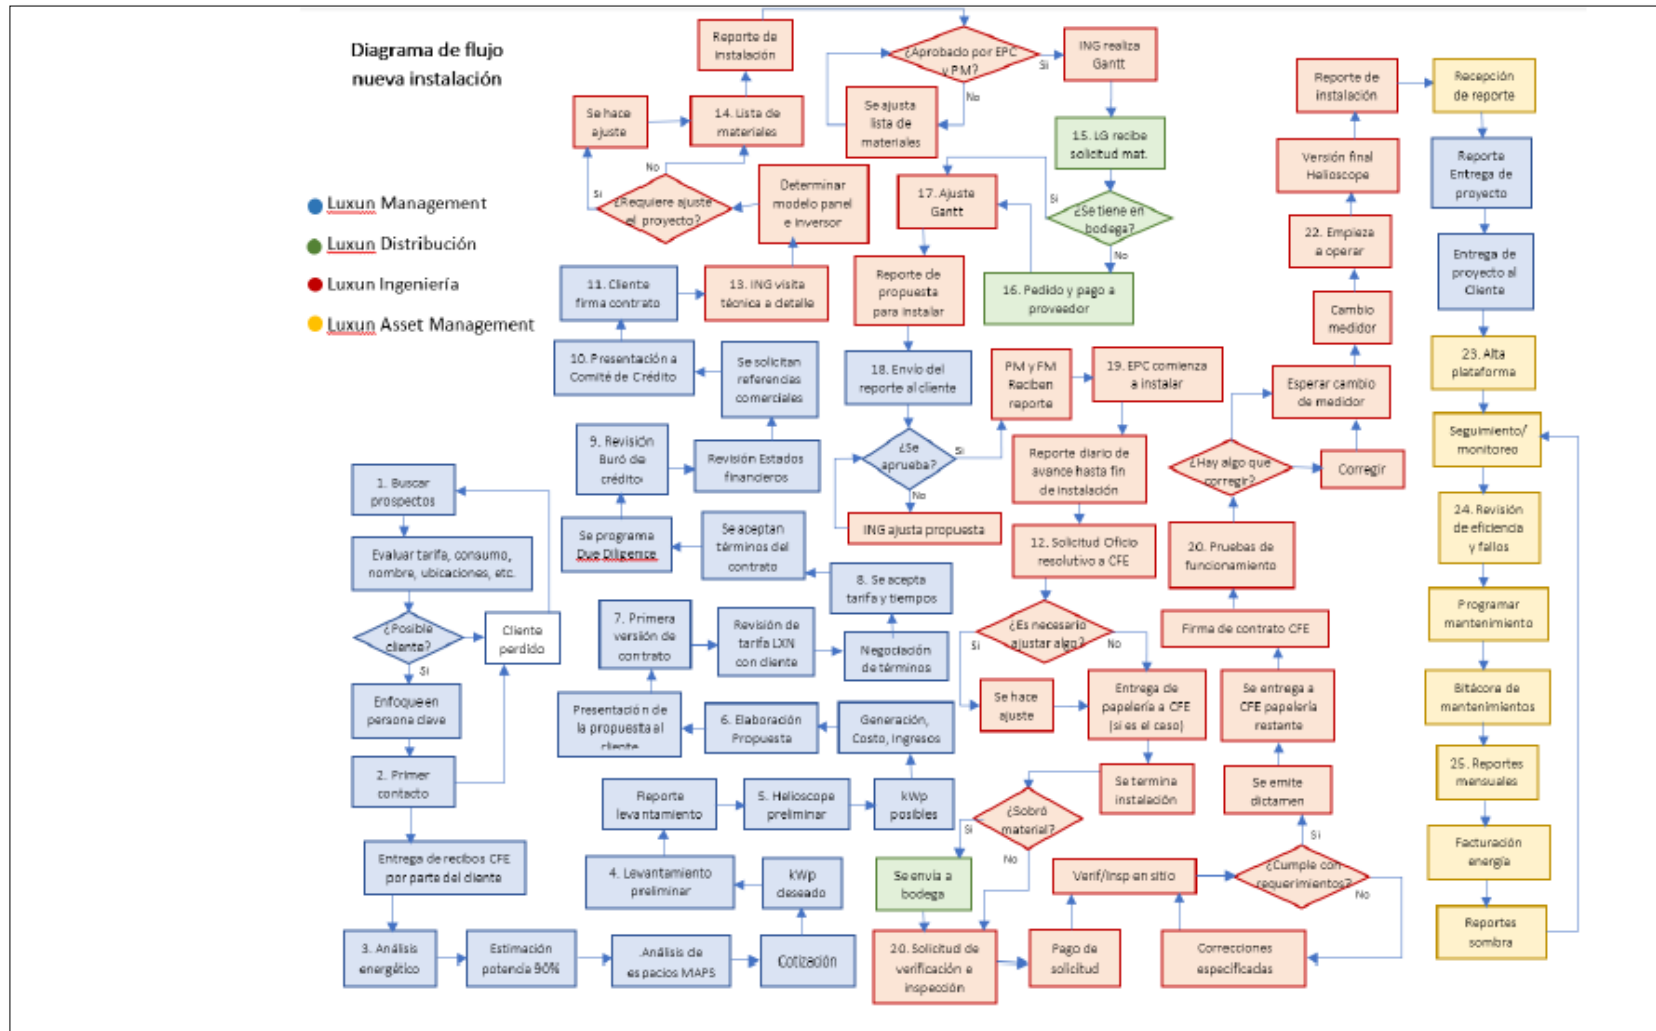 Diagrama de flujo
nueva instalación
Luxun Management
Luxun Distribución
Luxun Ingeniería
Luxun Asset Management
1. Buscar
prospectos
Evaluar tarifa, consumo,
nombre, ubicaciones, etc.
¿Posible
cliente?
Cliente
perdido
Si
Enfoque en
persona clave
2. Primer
contacto
Entrega de recibos CFE
por parte del cliente
3. Análisis
energético
Estimación
potencia 90%
Análisis de
espacios MAPS
Cotización
kWp
deseado
4. Levantamiento
preliminar
Reporte
levantamiento
5. Helioscope
preliminar
kWp
posibles
Generación,
Costo, Ingresos
6. Elaboración
Propuesta
Presentación de
la propuesta al
cliente
7. Primera
versión de
contrato
Revisión de
tarifa LXN
con cliente
Negociación
de términos
8. Se acepta
tarifa y tiempos
Se aceptan
términos del
contrato
Se programa
Due Diligence
9. Revisión
Buró de
crédito
Revisión Estados
financieros
Se solicitan
referencias
comerciales
10. Presentación a
Comité de Crédito
11. Cliente
firma contrato
13. ING visita
técnica a detalle
Determinar
modelo panel
e inversor
¿Requiere ajuste
el proyecto?
Si
No
Se hace
ajuste
14. Lista de
materiales
Reporte de
instalación
¿Aprobado por EPC
y PM?
Si
No
Se ajusta
lista de
materiales
ING realiza
Gantt
15. LG recibe
solicitud mat.
¿Se tiene en
bodega?
Si
No
16. Pedido y pago a
proveedor
17. Ajuste
Gantt
Reporte de
propuesta
para instalar
18. Envío del
reporte al cliente
¿Se
aprueba?
Si
No
ING ajusta propuesta
PM y FM
Reciben
reporte
19. EPC comienza
a instalar
Reporte diario de
avance hasta fin
de instalación
12. Solicitud Oficio
resolutivo a CFE
¿Es necesario
ajustar algo?
Si
No
Se hace
ajuste
Entrega de
papelería a CFE
(si es el caso)
Se termina
instalación
¿Sobró
material?
Si
No
Se envía a
bodega
20. Solicitud de
verificación e
inspección
Pago de
solicitud
Verif/Insp en sitio
¿Cumple con
requerimientos?
Si
No
Correcciones
especificadas
Se emite
dictamen
Se entrega a
CFE papelería
restante
Firma de contrato CFE
20. Pruebas de
funcionamiento
¿Hay algo que
corregir?
Corregir
Esperar cambio
de medidor
Cambio
medidor
22. Empieza
a operar
Versión final
Helioscope
Reporte de
instalación
Recepción
de reporte
Reporte
Entrega de
proyecto
Entrega de
proyecto al
Cliente
23. Alta
plataforma
Seguimiento/
monitoreo
24. Revisión
de eficiencia
y fallos
Programar
mantenimiento
Bitácora de
mantenimientos
25. Reportes
mensuales
Facturación
energía
Reportes
sombra